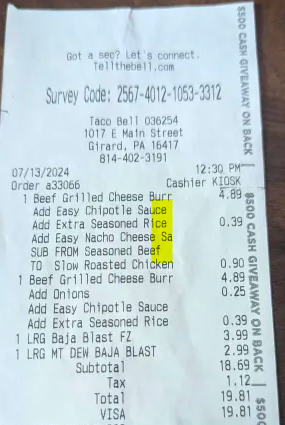 Got a sec? Let's connect.
Tellthebell.com
Survey Code: 2567-4012-1053-3312
Taco Bell 036254
1017 E Main Street
Girard, PA 16417
814-402-3191
07/13/2024 12:30 PM
Order a33066 Cashier KIOSK
1 Beef Grilled Cheese Burr 4.89
Add Easy Chipotle Sauce
Add Extra Seasoned Rice 0.39
Add Easy Nacho Cheese Sa
SUB FROM Seasoned Beef
TO Slow Roasted Chicken 0.90
1 Beef Grilled Cheese Burr 4.89
Add Onions 0.25
Add Easy Chipotle Sauce
Add Extra Seasoned Rice 0.39
1 LRG Baja Blast FZ 3.99
1 LRG MT DEW BAJA BLAST 2.99
Subtotal 18.69
Tax 1.12
Total 19.81
VISA 19.81
$500 CASH GIVEAWAY ON BACK
$500 CASH GIVEAWAY ON BACK
$500